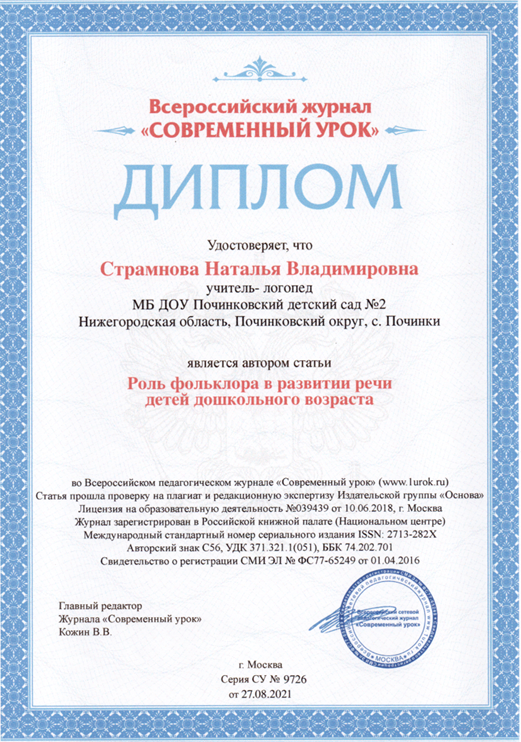 Всероссийский журнал
«СОВРЕМЕННЫЙ УРОК»
ДИПЛОМ
Удостоверяет, что
Страмнова Наталья Владимировна
учитель- логопед
МБ ДОУ Починковский детский сад №2
Нижегородская область, Починковский округ, с. Починки
является автором статьи
Роль фольклора в развитии речи
детей дошкольного возраста
во Всероссийском педагогическом журнале «Современный урок» (www.1urok.ru)
Статья прошла проверку на плагиат и редакционную экспертизу Издательской группы «Основа»
Лицензия на образовательную деятельность №039439 от 10.06.2018, г. Москва
Журнал зарегистрирован в Российской книжной палате (Национальном центре)
Международный стандартный номер сериального издания ISSN: 2713-282X
Авторский знак С56, УДК 371.321.1(051), ББК 74.202.701
Свидетельство о регистрации СМИ ЭЛ № ФС77-65249 от 01.04.2016
Главный редактор
Журнала «Современный урок»
Кожин В.В.
Всероссийский сетевой
педагогический журнал
«Современный урок»
МОСКВА
г. Москва
Серия СУ № 9726
от 27.08.2021